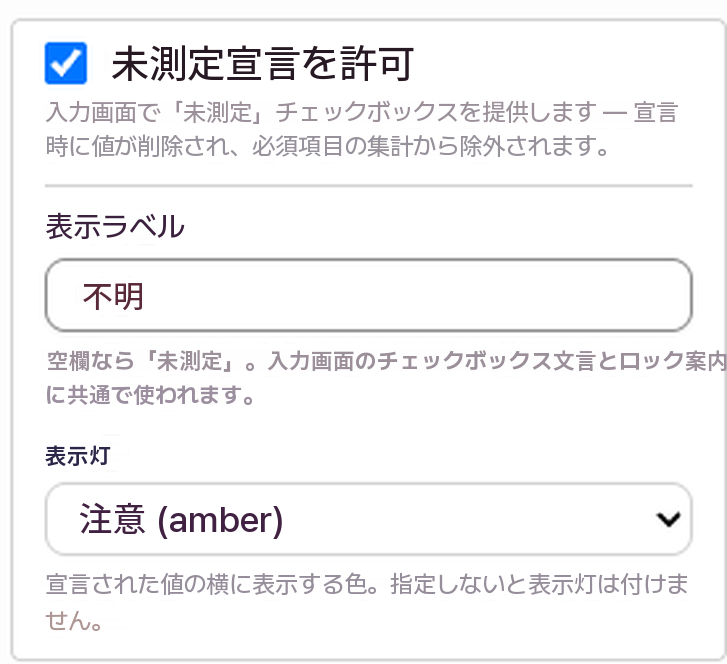 未測定宣言を許可
入力画面で「未測定」チェックボックスを提供します — 宣言
時に値が削除され、必須項目の集計から除外されます。
表示ラベル
不明
空欄なら「未測定」。入力画面のチェックボックス文言とロック案内
に共通で使われます。
表示灯
注意 (amber)
宣言された値の横に表示する色。指定しないと表示灯は付けま
せん。